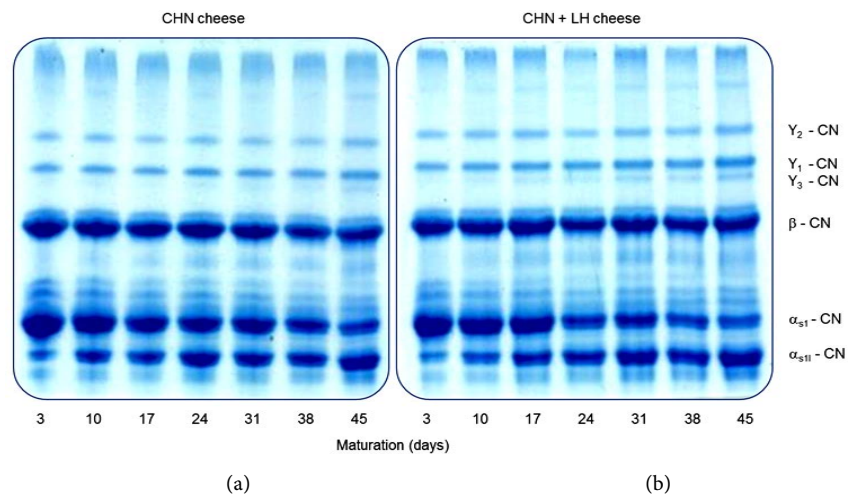 CHN cheese
CHN + LH cheese
Y₂ - CN
Y₁ - CN
Y₃ - CN
β - CN
αs1 - CN
αs1I - CN
3 10 17 24 31 38 45
3 10 17 24 31 38 45
Maturation (days)
(a)
(b)